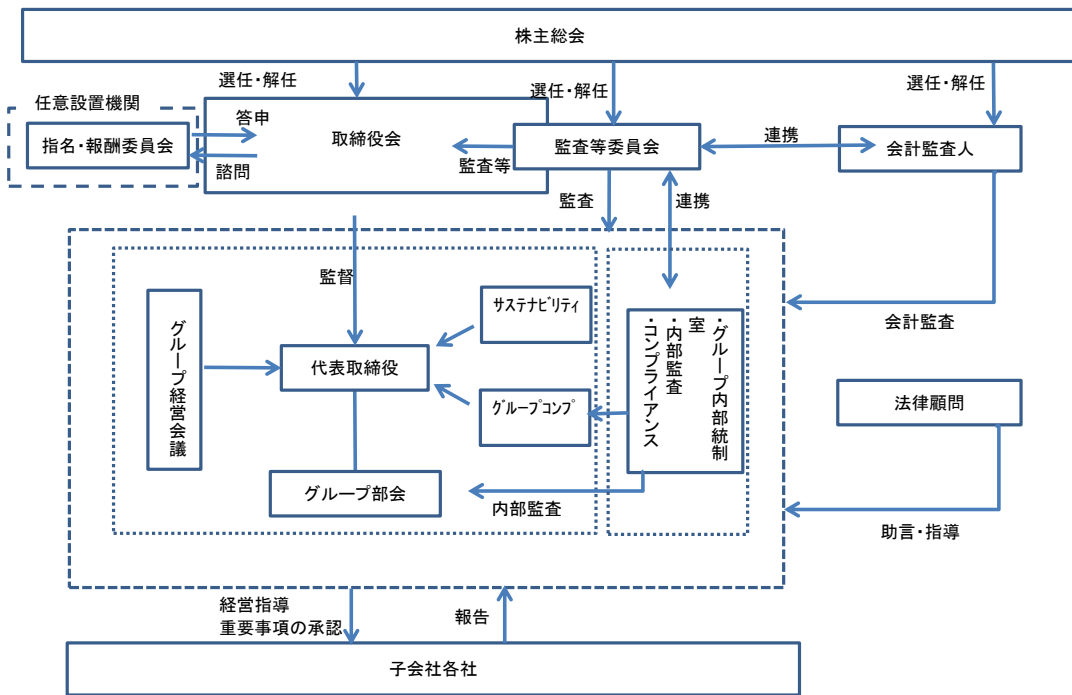 株主総会
選任・解任
選任・解任
選任・解任
任意設置機関
答申
指名・報酬委員会
諮問
取締役会
監査等
監査等委員会
連携
会計監査人
監査
連携
監督
グループ経営会議
サステナビリティ
代表取締役
グループコンプ
・グループ内部統制
室
・内部監査
・コンプライアンス
会計監査
法律顧問
グループ部会
内部監査
助言・指導
経営指導
重要事項の承認
報告
子会社各社